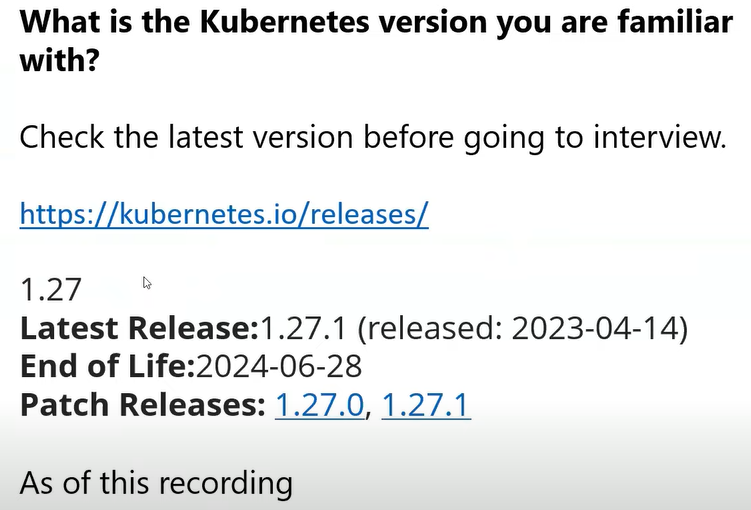 What is the Kubernetes version you are familiar
with?
Check the latest version before going to interview.
https://kubernetes.io/releases/
1.27
Latest Release:1.27.1 (released: 2023-04-14)
End of Life:2024-06-28
Patch Releases: 1.27.0, 1.27.1
As of this recording